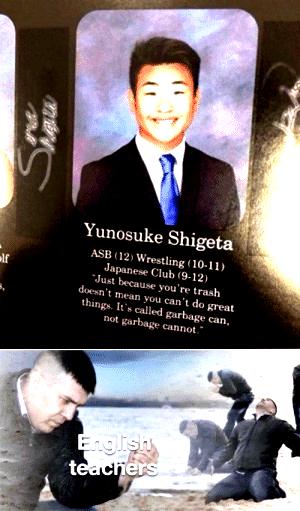 Yunosuke Shigeta
ASB (12) Wrestling (10-11)
Japanese Club (9-12)
"Just because you're trash
doesn't mean you can't do great
things. It's called garbage can,
not garbage cannot."
English
teachers